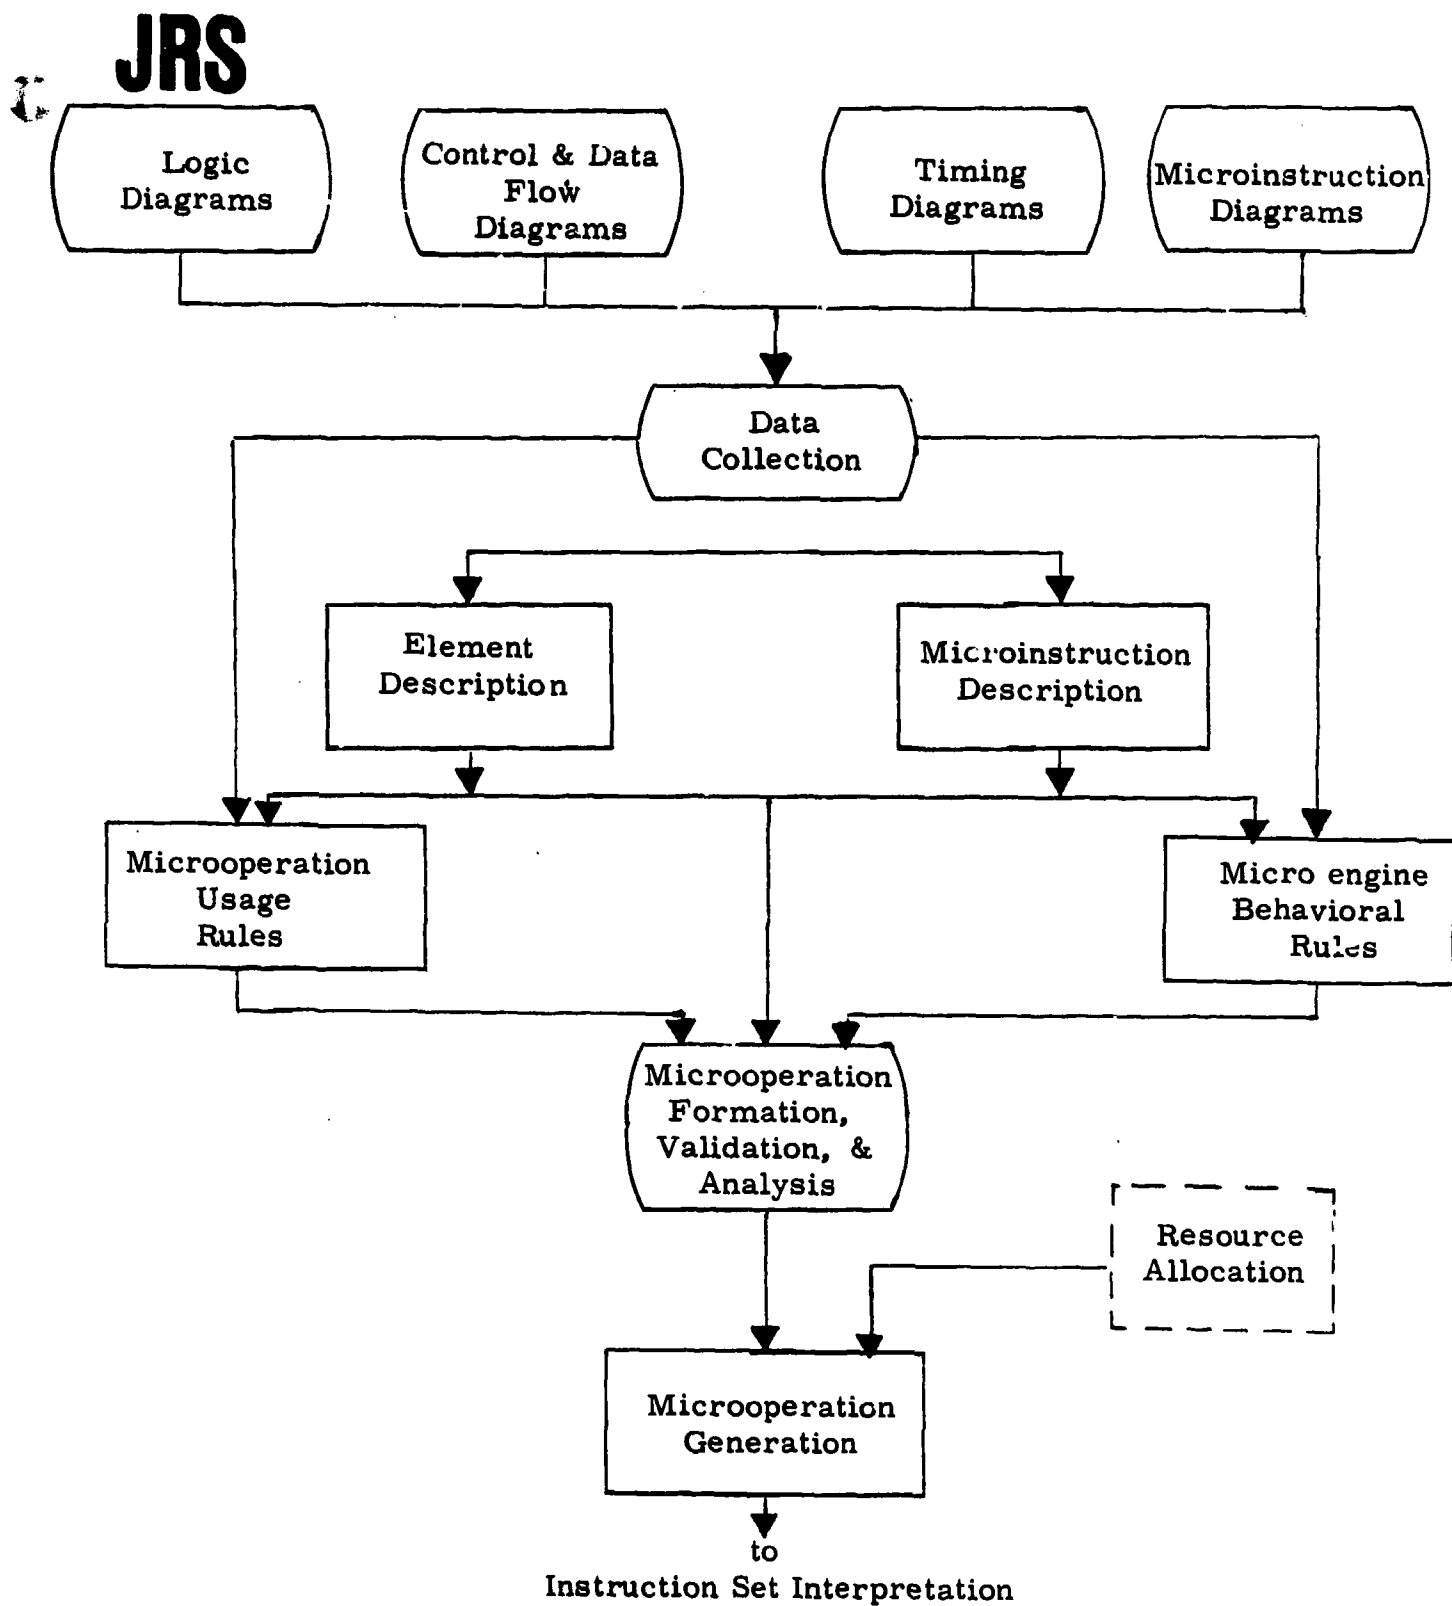 JRS
Logic
Diagrams
Control & Data
Flow
Diagrams
Timing
Diagrams
Microinstruction
Diagrams
Data
Collection
Element
Description
Microinstruction
Description
Microoperation
Usage
Rules
Micro engine
Behavioral
Rules
Microoperation
Formation,
Validation, &
Analysis
Resource
Allocation
Microoperation
Generation
to
Instruction Set Interpretation